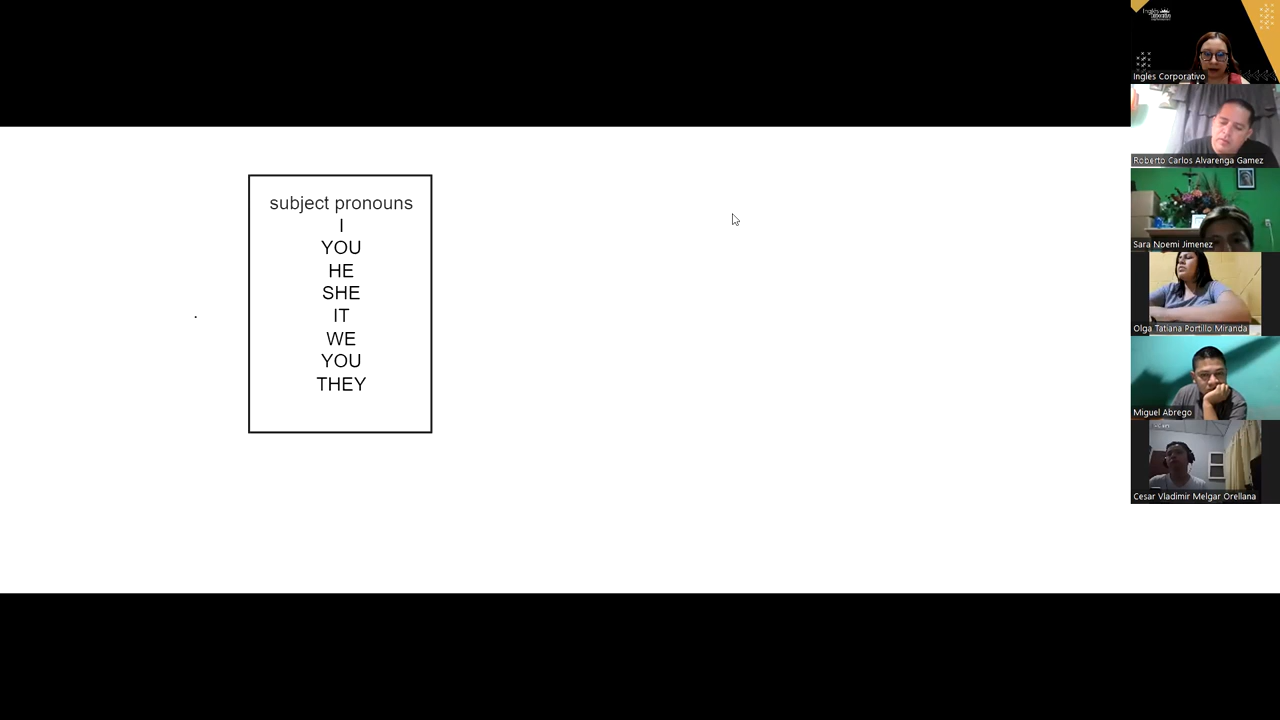 subject pronouns
I
YOU
HE
SHE
IT
WE
YOU
THEY
Ingles Corporativo
Roberto Carlos Alvarenga Gamez
Sara Noemi Jimenez
Olga Tatiana Portillo Miranda
Miguel Abrego
Cesar Vladimir Melgar Orellana